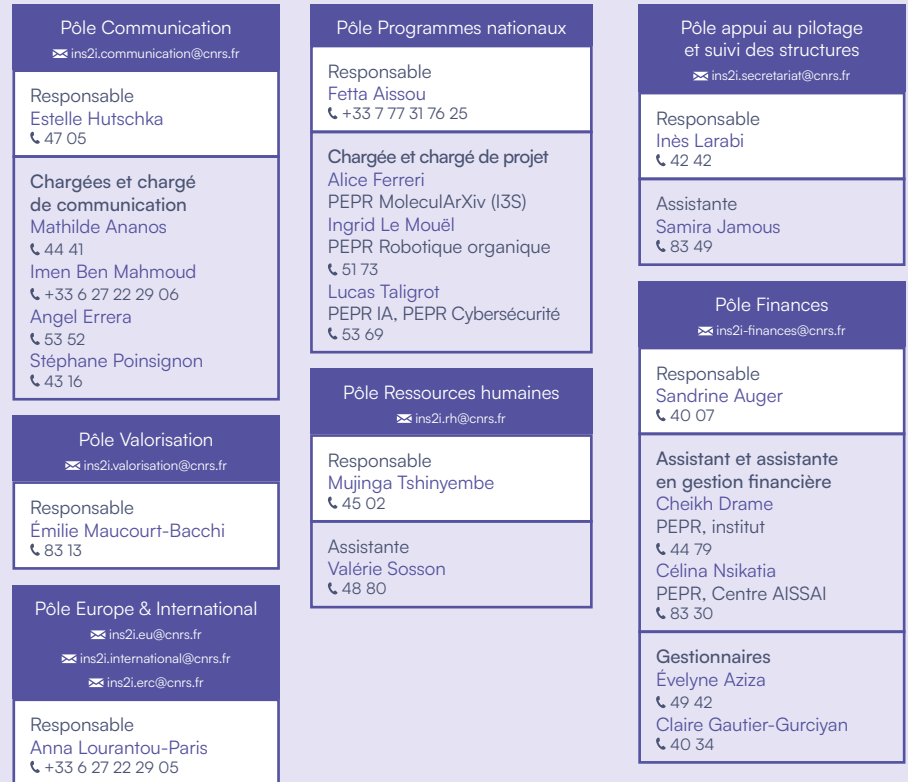 Pôle Communication
ins2i.communication@cnrs.fr
Responsable
Estelle Hutschka
47 05
Chargées et chargé
de communication
Mathilde Ananos
44 41
Imen Ben Mahmoud
+33 6 27 22 29 06
Angel Errera
53 52
Stéphane Poinsignon
43 16
Pôle Valorisation
ins2i.valorisation@cnrs.fr
Responsable
Émilie Maucourt-Bacchi
83 13
Pôle Europe & International
ins2i.eu@cnrs.fr
ins2i.international@cnrs.fr
ins2i.erc@cnrs.fr
Responsable
Anna Lourantou-Paris
+33 6 27 22 29 05
Pôle Programmes nationaux
Responsable
Fetta Aissou
+33 7 77 31 76 25
Chargée et chargé de projet
Alice Ferreri
PEPR MoleculArXiv (I3S)
Ingrid Le Mouël
PEPR Robotique organique
51 73
Lucas Taligrot
PEPR IA, PEPR Cybersécurité
53 69
Pôle Ressources humaines
ins2i.rh@cnrs.fr
Responsable
Mujinga Tshinyembe
45 02
Assistante
Valérie Sosson
48 80
Pôle appui au pilotage
et suivi des structures
ins2i.secretariat@cnrs.fr
Responsable
Inès Larabi
42 42
Assistante
Samira Jamous
83 49
Pôle Finances
ins2i-finances@cnrs.fr
Responsable
Sandrine Auger
40 07
Assistant et assistante
en gestion financière
Cheikh Drame
PEPR, institut
44 79
Célina Nsikatia
PEPR, Centre AISSAI
83 30
Gestionnaires
Évelyne Aziza
49 42
Claire Gautier-Gurciyan
40 34